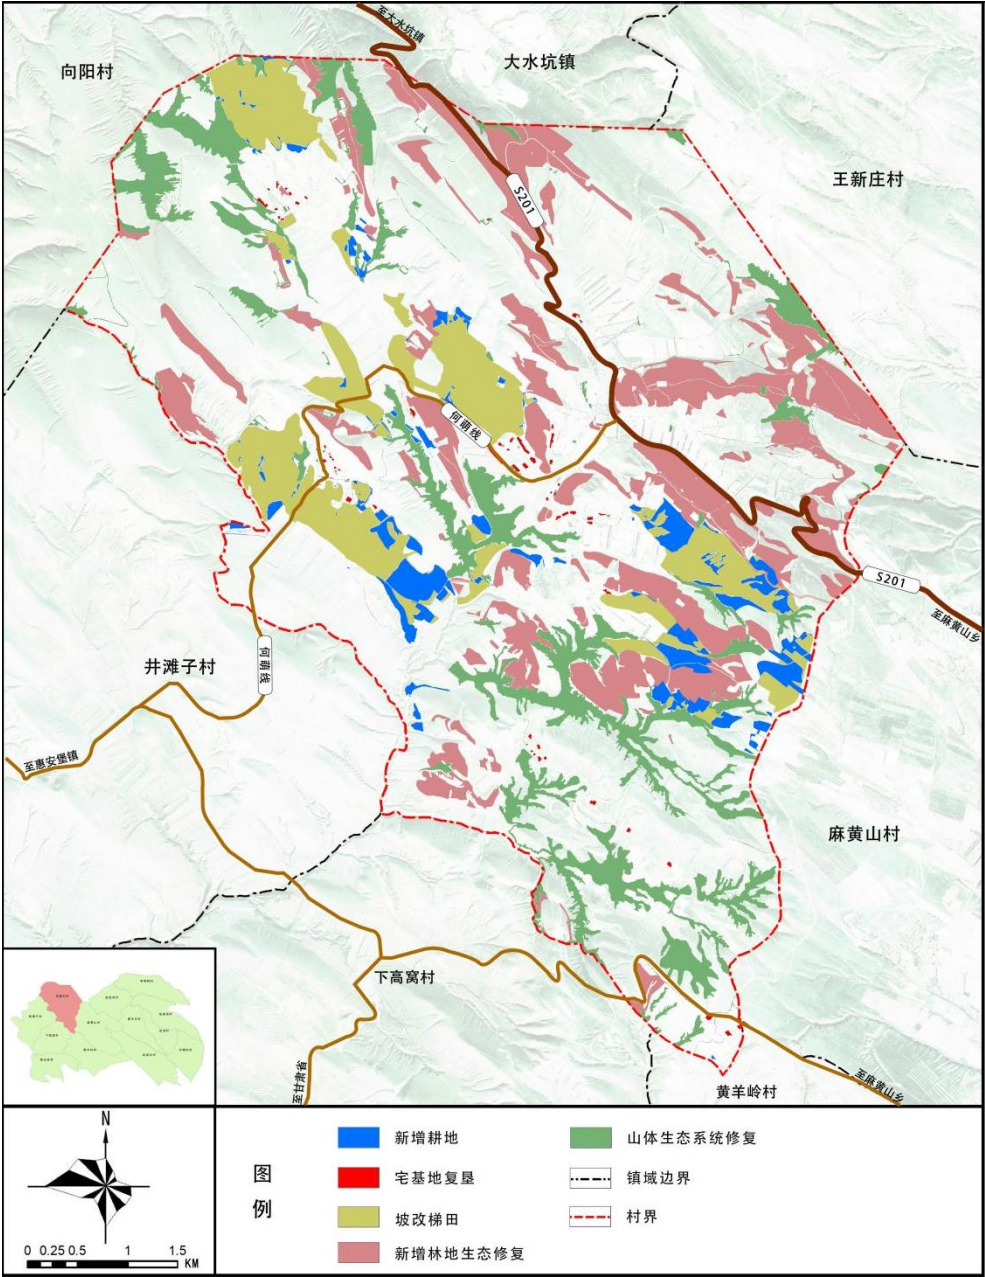 至大水坑镇
大水坑镇
向阳村
王新庄村
S201
何萌线
S201
至麻黄山乡
何萌线
井滩子村
至惠安堡镇
麻黄山村
下高窝村
至甘肃省
至麻黄山乡
黄羊岭村
N
0 0.25 0.5 1 1.5
KM
图例
新增耕地
宅基地复垦
坡改梯田
新增林地生态修复
山体生态系统修复
镇域边界
村界